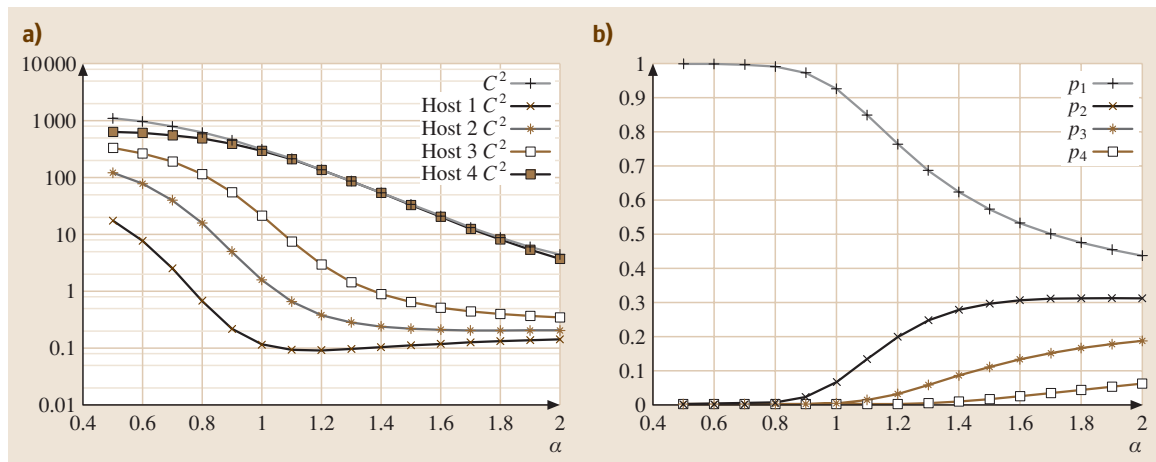 a)
10 000
1000
100
10
1
0.1
0.01
0.4 0.6 0.8 1 1.2 1.4 1.6 1.8 2
α
C²
Host 1 C²
Host 2 C²
Host 3 C²
Host 4 C²
b)
1
0.9
0.8
0.7
0.6
0.5
0.4
0.3
0.2
0.1
0
0.4 0.6 0.8 1 1.2 1.4 1.6 1.8 2
α
p₁
p₂
p₃
p₄